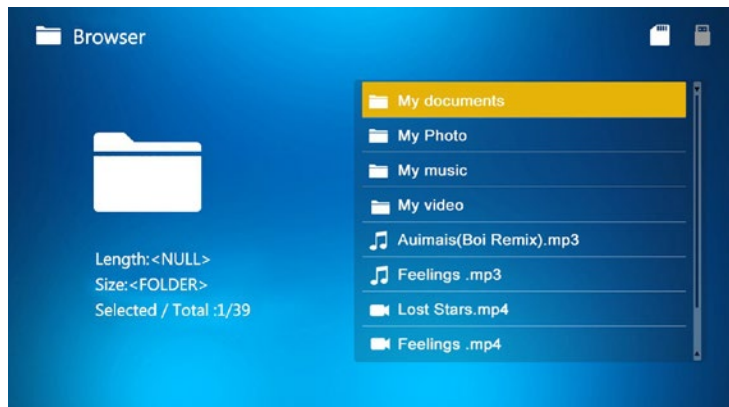 Browser
My documents
My Photo
My music
My video
Auimais(Boi Remix).mp3
Feelings .mp3
Lost Stars.mp4
Feelings .mp4
Length:<NULL>
Size:<FOLDER>
Selected / Total :1/39